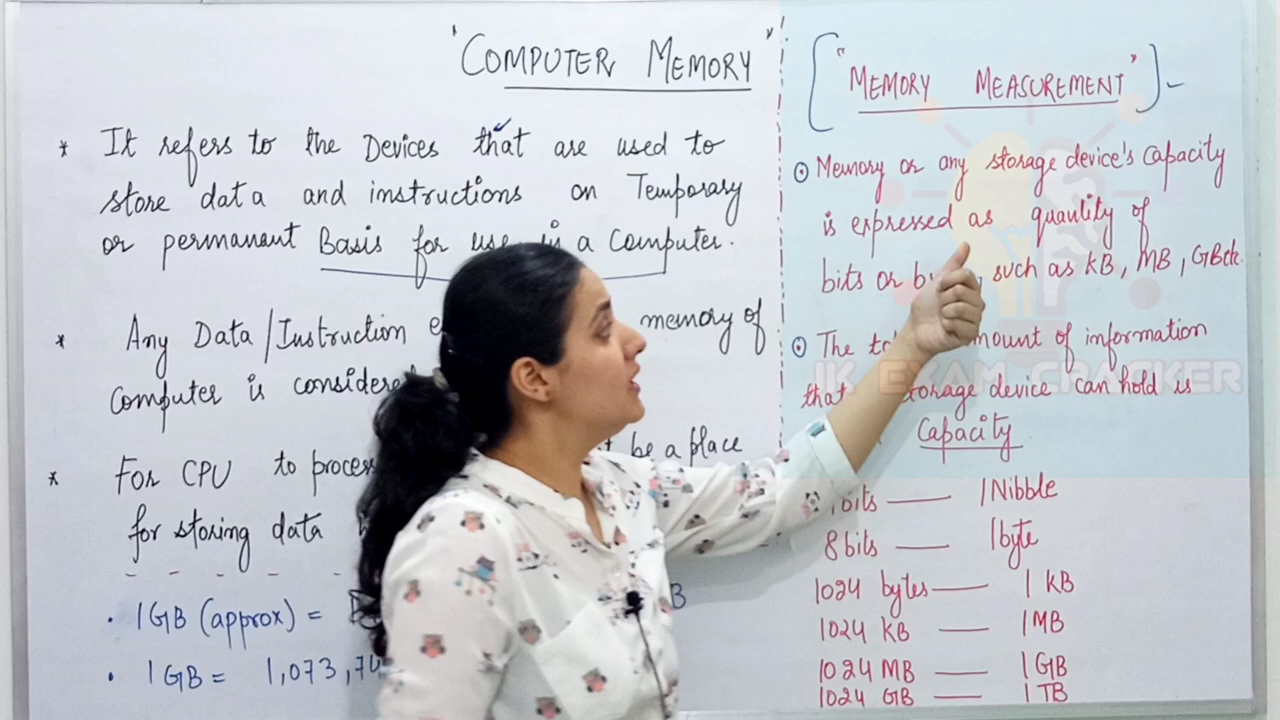 'COMPUTER MEMORY"
* It refers to the Devices that are used to
store data and instructions on Temporary
or permanent Basis for use in a Computer.
* Any Data/Instruction memory of
Computer is
* For CPU to be a place
for storing data
• 1GB (approx) = B
• 1GB = 1,073,74
["MEMORY MEASUREMENT"]-
⊙ Memory or any storage device's Capacity
is expressed as quantity of
bits or such as KB, MB, GB etc.
⊙ The amount of information
that device can hold is
Capacity
bits — 1 Nibble
8 bits — 1 byte
1024 bytes — 1 KB
1024 KB — 1 MB
1024 MB — 1 GB
1024 GB — 1 TB
JK EXAM CRACKER